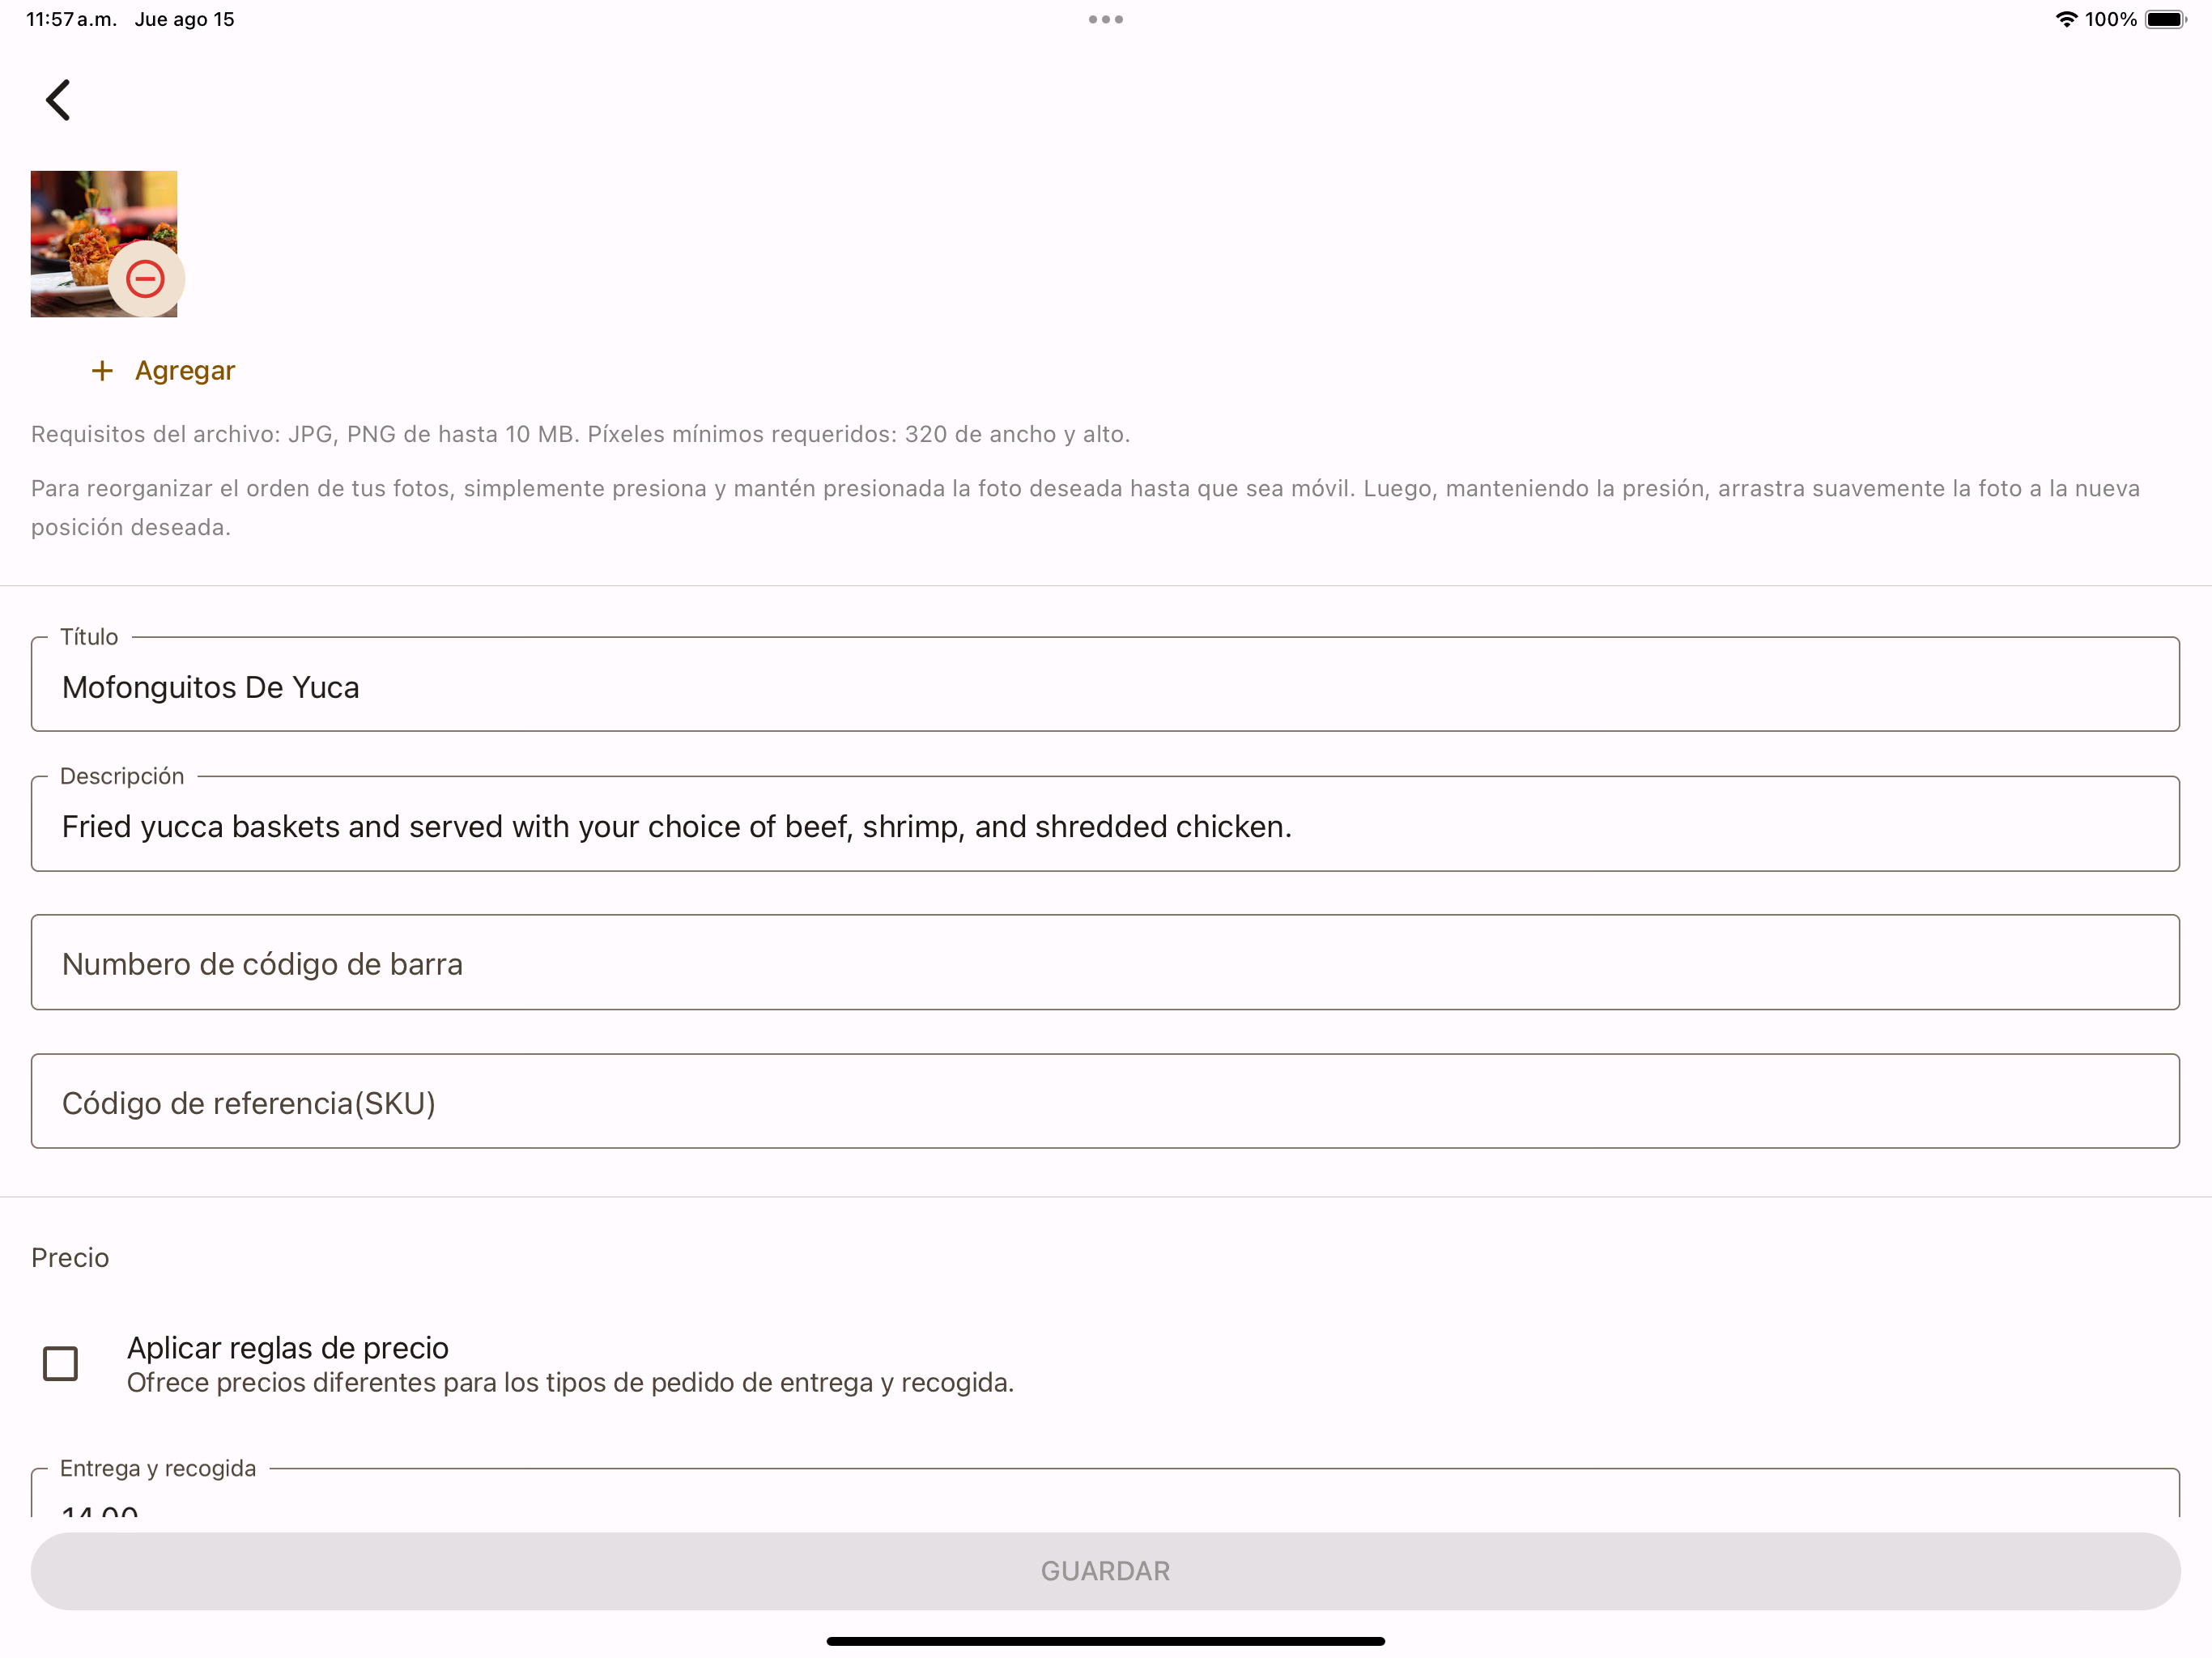 11:57 a.m. Jue ago 15
100%
Agregar
Requisitos del archivo: JPG, PNG de hasta 10 MB. Píxeles mínimos requeridos: 320 de ancho y alto.
Para reorganizar el orden de tus fotos, simplemente presiona y mantén presionada la foto deseada hasta que sea móvil. Luego, manteniendo la presión, arrastra suavemente la foto a la nueva
posición deseada.
Título
Mofonguitos De Yuca
Descripción
Fried yucca baskets and served with your choice of beef, shrimp, and shredded chicken.
Numbero de código de barra
Código de referencia(SKU)
Precio
Aplicar reglas de precio
Ofrece precios diferentes para los tipos de pedido de entrega y recogida.
Entrega y recogida
14.00
GUARDAR